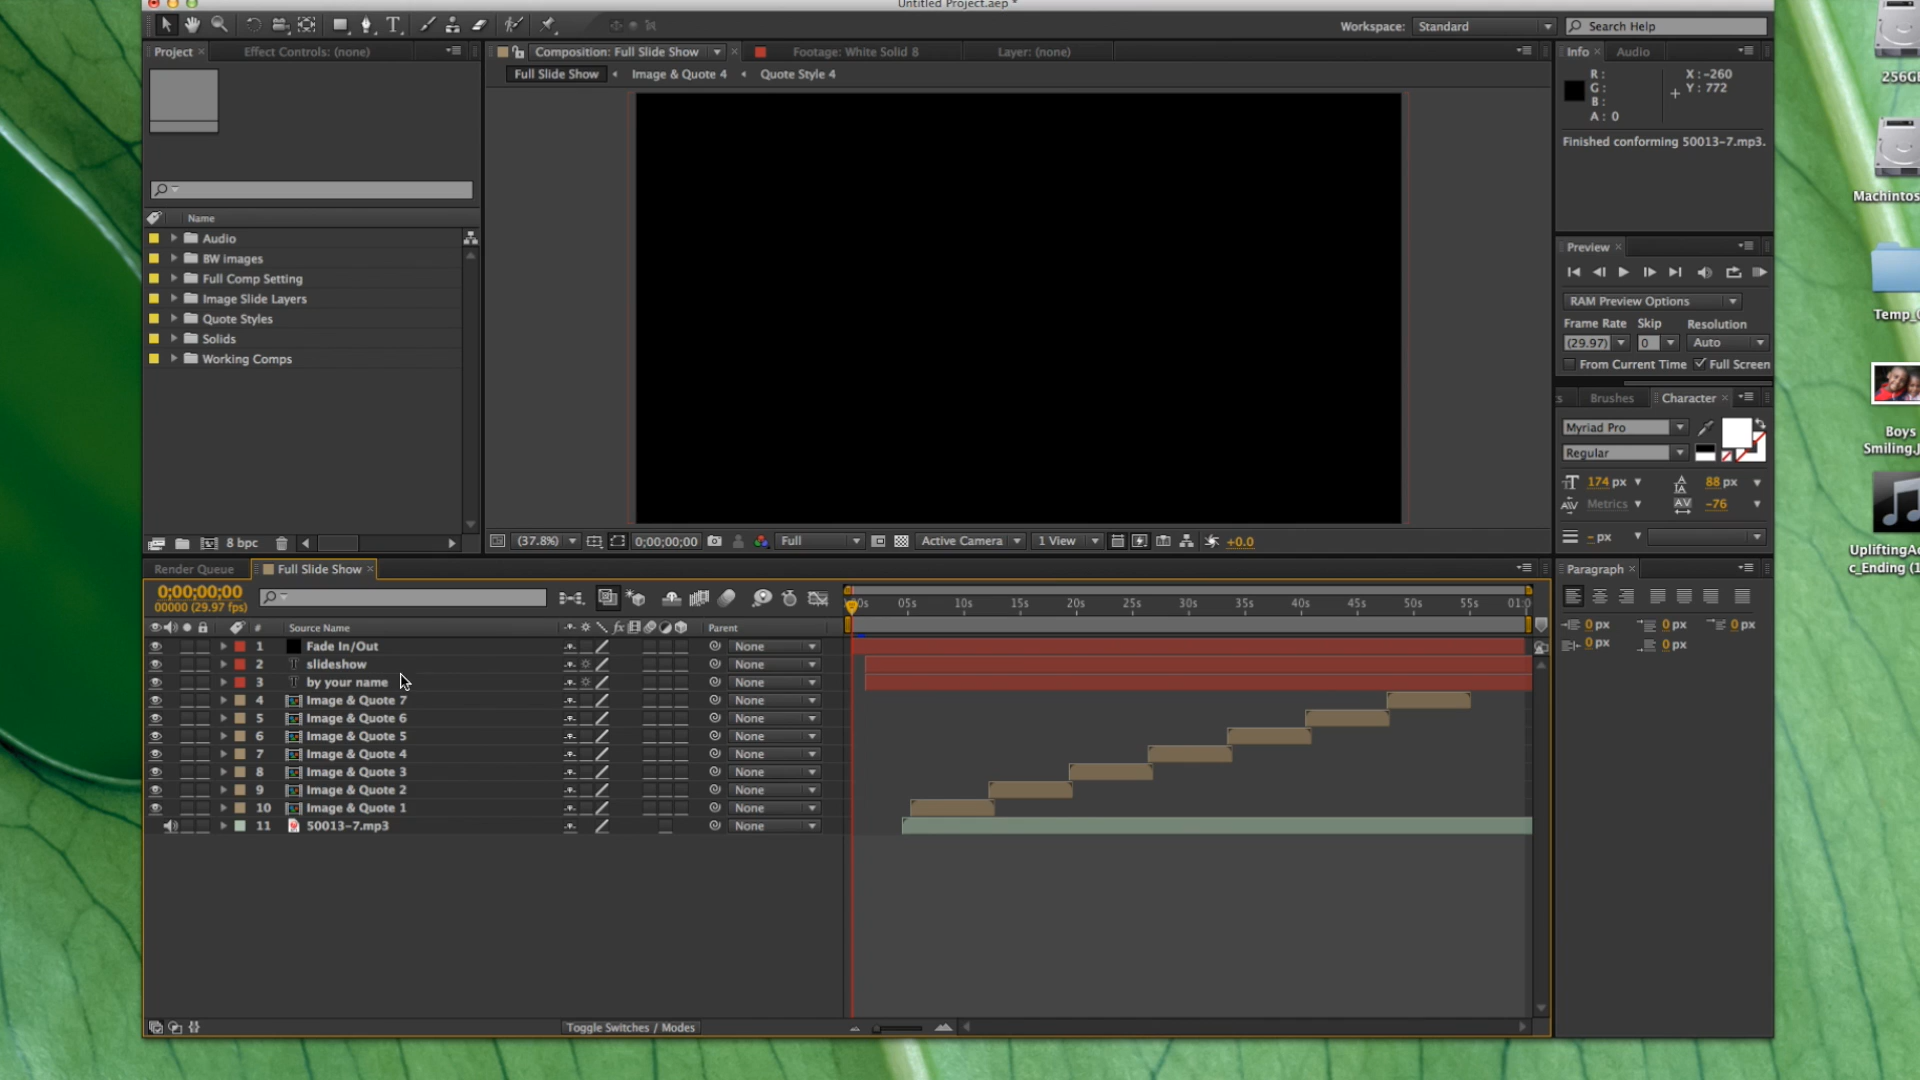 Untitled Project.aep *
Workspace: Standard
Search Help
Project
Effect Controls: (none)
Composition: Full Slide Show
Footage: White Solid 8
Layer: (none)
Info
Audio
Full Slide Show
Image & Quote 4
Quote Style 4
R :
G :
B :
A : 0
X : -260
Y : 772
Finished conforming 50013-7.mp3.
Name
Audio
BW images
Full Comp Setting
Image Slide Layers
Quote Styles
Solids
Working Comps
8 bpc
(37.8%)
0;00;00;00
Full
Active Camera
1 View
+0.0
Preview
RAM Preview Options
Frame Rate
Skip
Resolution
(29.97)
0
Auto
From Current Time
Full Screen
Brushes
Character
Myriad Pro
Regular
174 px
88 px
Metrics
-76
- px
Render Queue
Full Slide Show
Paragraph
0;00;00;00
00000 (29.97 fps)
05s
10s
15s
20s
25s
30s
35s
40s
45s
50s
55s
01:0
0 px
0 px
0 px
0 px
0 px
#
Source Name
Parent
1 Fade In/Out None
2 slideshow None
3 by your name None
4 Image & Quote 7 None
5 Image & Quote 6 None
6 Image & Quote 5 None
7 Image & Quote 4 None
8 Image & Quote 3 None
9 Image & Quote 2 None
10 Image & Quote 1 None
11 50013-7.mp3 None
Toggle Switches / Modes
256G
Machintos
Temp_
Boys
Smiling.J
UpliftingAc
c_Ending (1